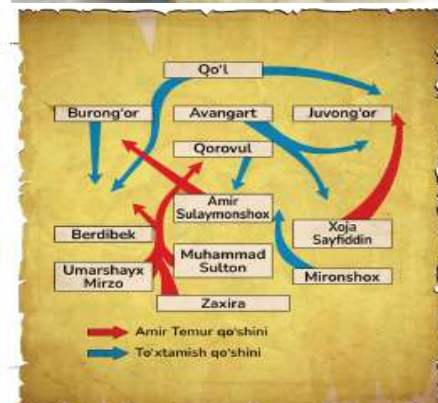 Qo'l
Burong'or
Avangart
Juvong'or
Qorovul
Amir
Sulaymonshox
Xoja
Sayfiddin
Berdibek
Muhammad
Sulton
Umarshayx
Mirzo
Mironshox
Zaxira
Amir Temur qo'shini
To'xtamish qo'shini